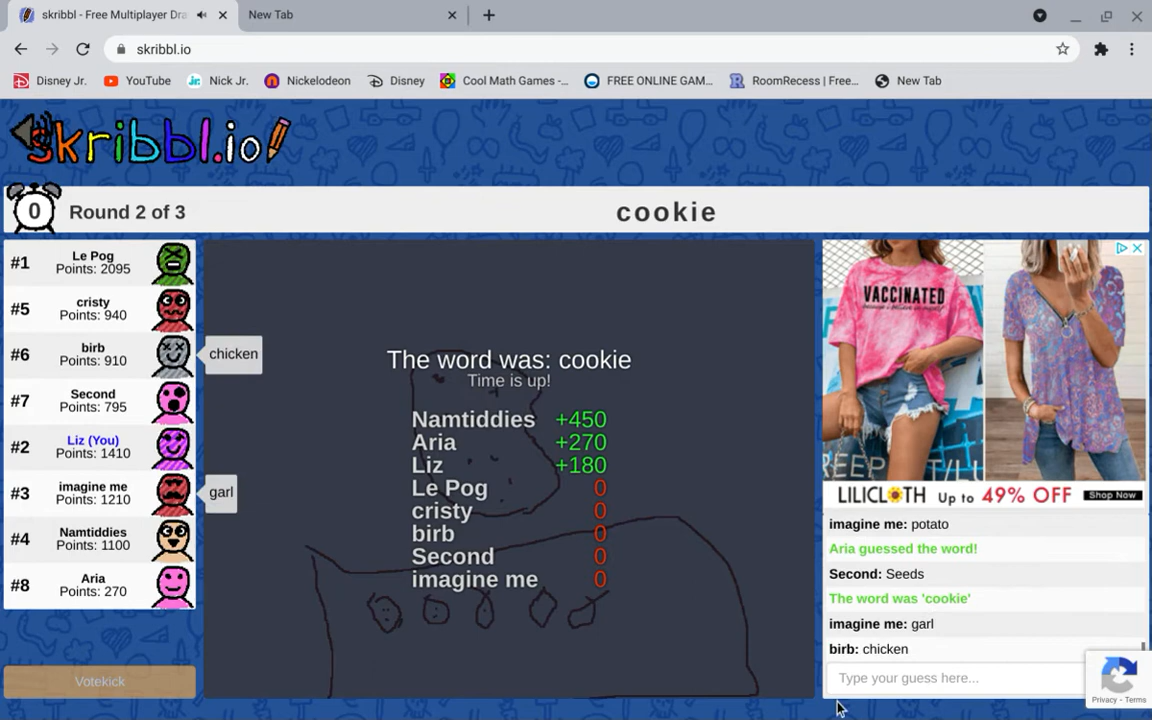 skribbl - Free Multiplayer Dra
New Tab
skribbl.io
Disney Jr.
YouTube
Nick Jr.
Nickelodeon
Disney
Cool Math Games -...
FREE ONLINE GAM...
RoomRecess | Free...
New Tab
skribbl.io
0
Round 2 of 3
cookie
#1
Le Pog
Points: 2095
#5
cristy
Points: 940
#6
birb
Points: 910
chicken
#7
Second
Points: 795
#2
Liz (You)
Points: 1410
#3
imagine me
Points: 1210
garl
#4
Namtiddies
Points: 1100
#8
Aria
Points: 270
Votekick
The word was: cookie
Time is up!
Namtiddies +450
Aria +270
Liz +180
Le Pog 0
cristy 0
birb 0
Second 0
imagine me 0
VACCINATED
LILICLOTH Up to 49% OFF Shop Now
imagine me: potato
Aria guessed the word!
Second: Seeds
The word was 'cookie'
imagine me: garl
birb: chicken
Type your guess here...
Privacy - Terms